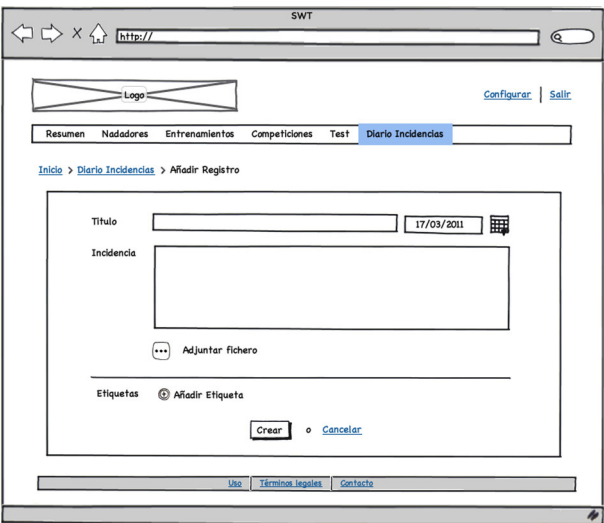 SWT
http://
Logo
Configurar Salir
Resumen Nadadores Entrenamientos Competiciones Test Diario Incidencias
Inicio > Diario Incidencias > Añadir Registro
Titulo 17/03/2011
Incidencia
Adjuntar fichero
Etiquetas Añadir Etiqueta
Crear o Cancelar
Uso Términos legales Contacto